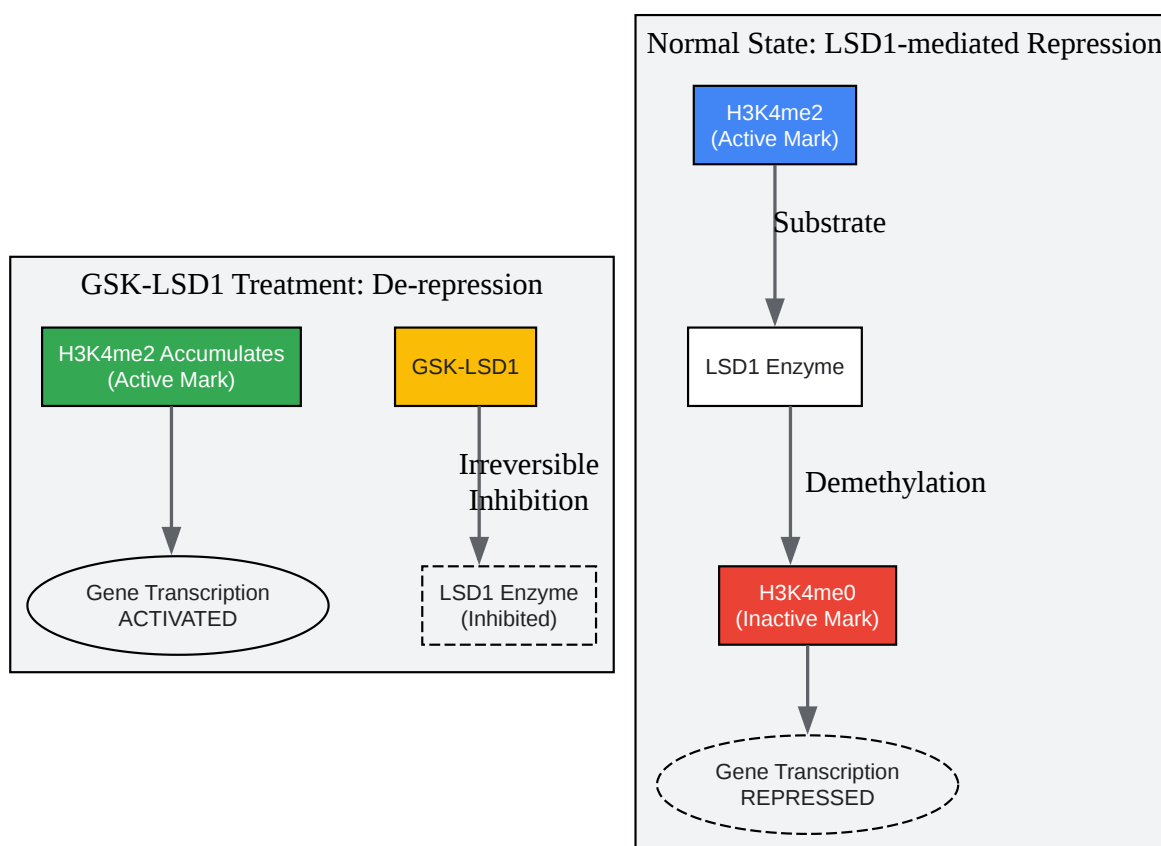 GSK-LSD1 Treatment: De-repression
H3K4me2 Accumulates
(Active Mark)
GSK-LSD1
Irreversible
Inhibition
Gene Transcription
ACTIVATED
LSD1 Enzyme
(Inhibited)
Normal State: LSD1-mediated Repression
H3K4me2
(Active Mark)
Substrate
LSD1 Enzyme
Demethylation
H3K4me0
(Inactive Mark)
Gene Transcription
REPRESSED